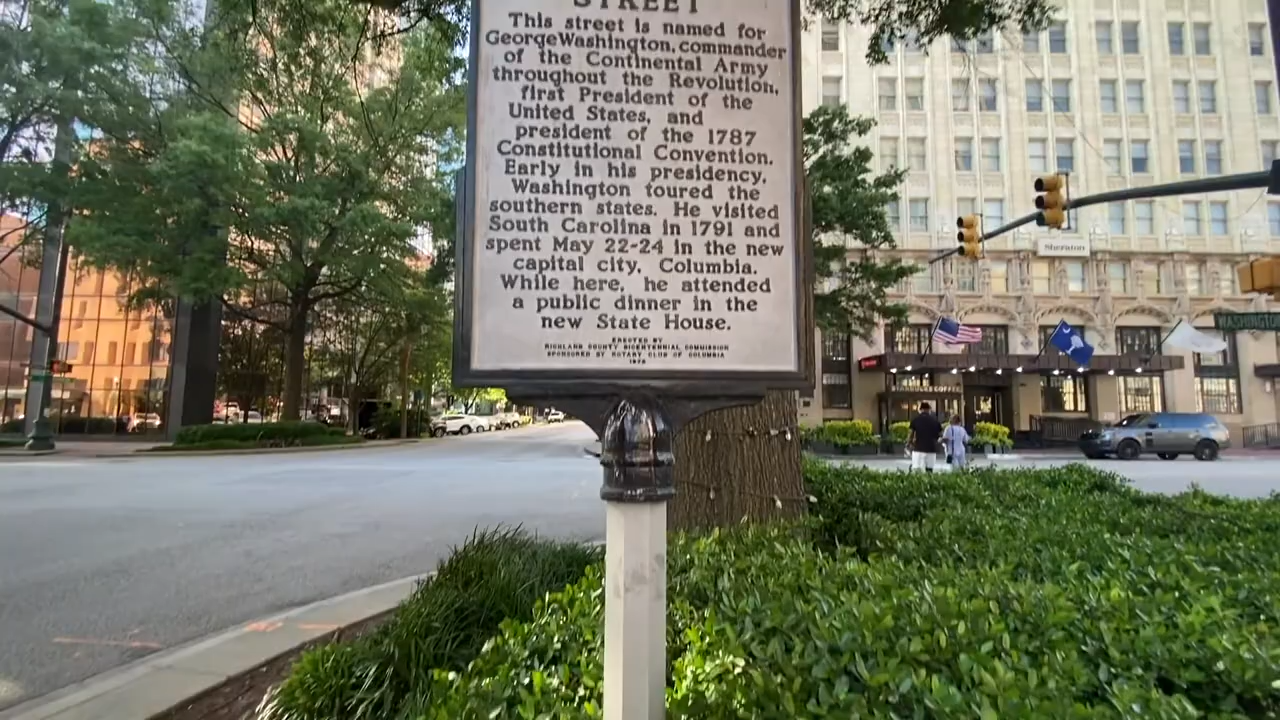 STREET
This street is named for
George Washington, commander
of the Continental Army
throughout the Revolution,
first President of the
United States, and
president of the 1787
Constitutional Convention.
Early in his presidency,
Washington toured the
southern states. He visited
South Carolina in 1791 and
spent May 22-24 in the new
capital city, Columbia.
While here, he attended
a public dinner in the
new State House.
ERECTED BY
RICHLAND COUNTY BICENTENNIAL COMMISSION
SPONSORED BY ROTARY CLUB OF COLUMBIA
Sheraton
WASHINGTON
STARBUCKS COFFEE